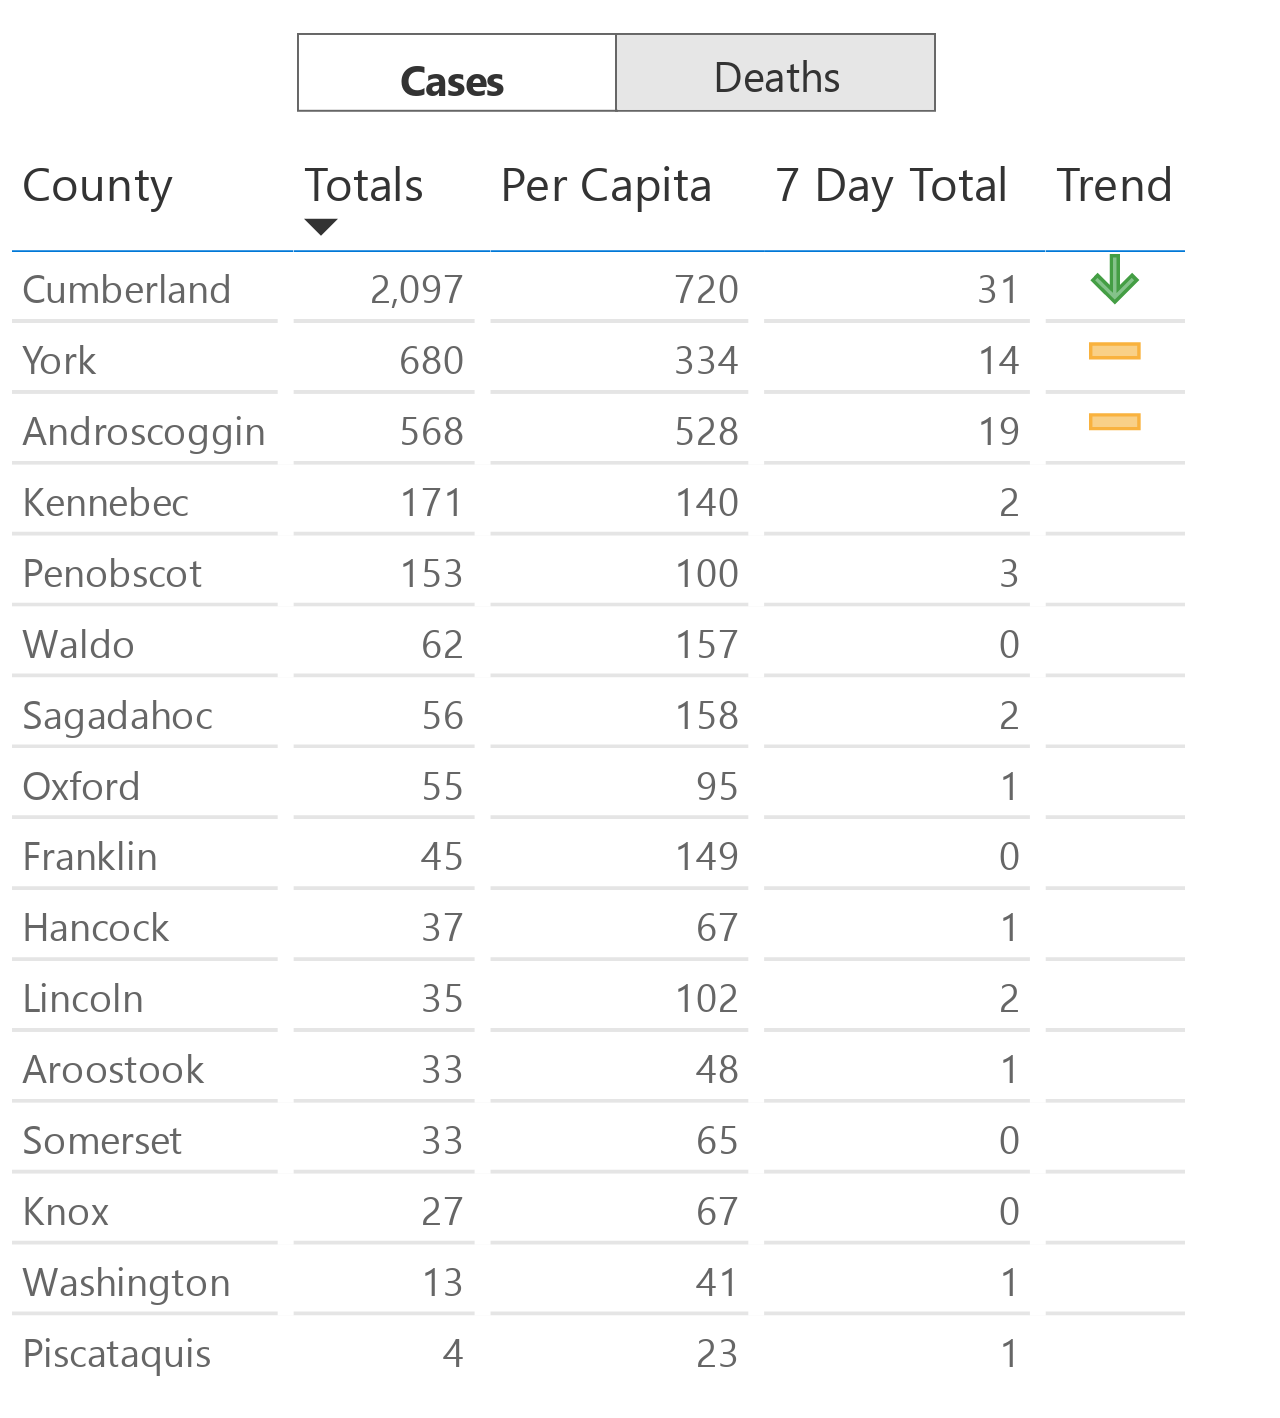 Cases Deaths
County Totals Per Capita 7 Day Total Trend
Cumberland 2,097 720 31
York 680 334 14
Androscoggin 568 528 19
Kennebec 171 140 2
Penobscot 153 100 3
Waldo 62 157 0
Sagadahoc 56 158 2
Oxford 55 95 1
Franklin 45 149 0
Hancock 37 67 1
Lincoln 35 102 2
Aroostook 33 48 1
Somerset 33 65 0
Knox 27 67 0
Washington 13 41 1
Piscataquis 4 23 1